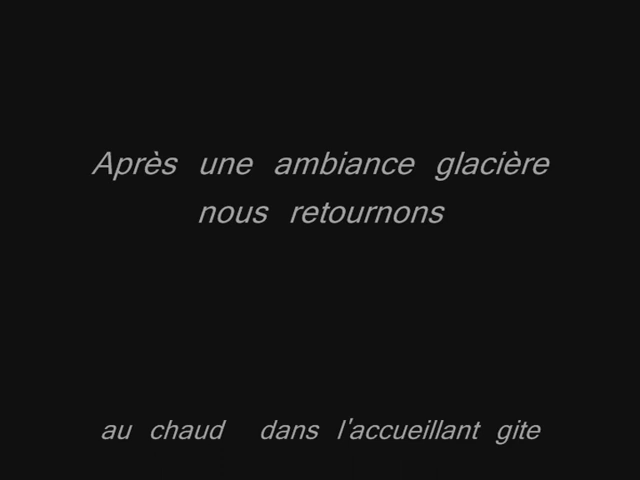 Après une ambiance glacière
nous retournons
au chaud dans l'accueillant gite